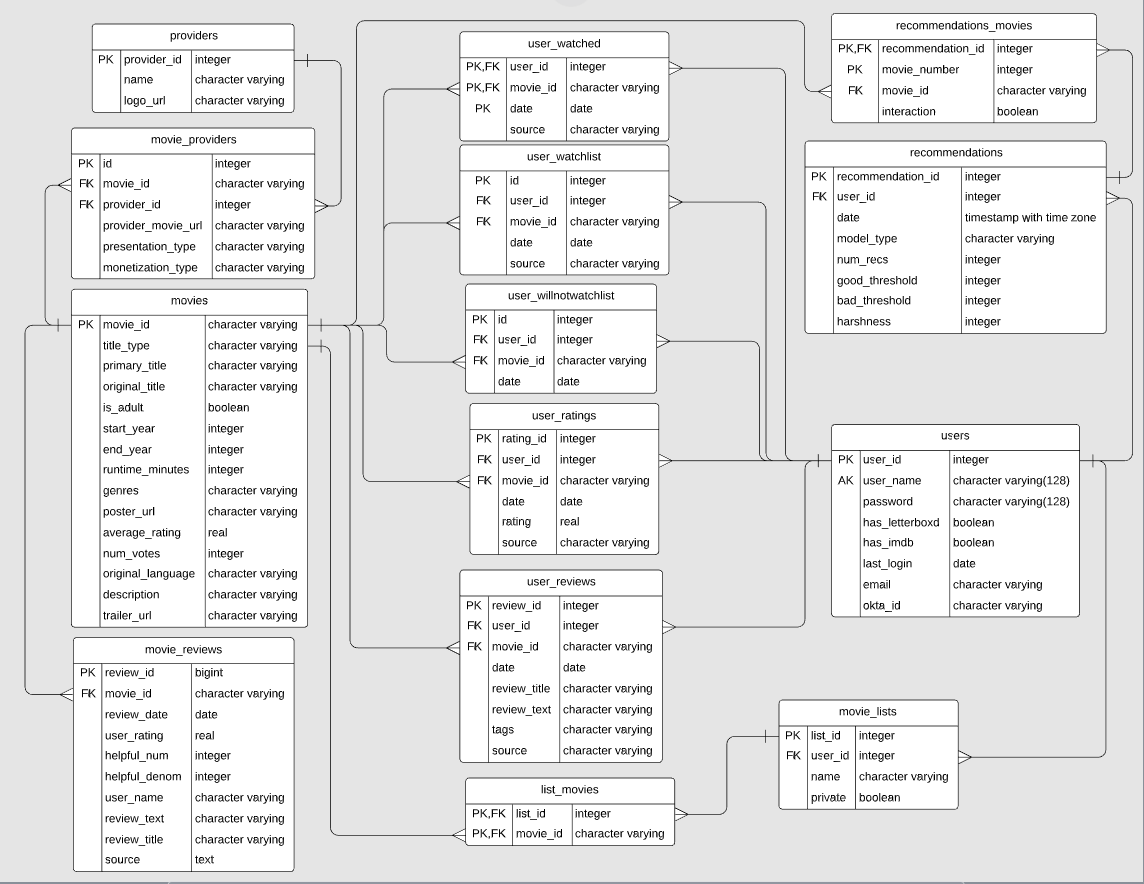 providers
PK provider_id integer
name character varying
logo_url character varying
movie_providers
PK id integer
FK movie_id character varying
FK provider_id integer
provider_movie_url character varying
presentation_type character varying
monetization_type character varying
movies
PK movie_id character varying
title_type character varying
primary_title character varying
original_title character varying
is_adult boolean
start_year integer
end_year integer
runtime_minutes integer
genres character varying
poster_url character varying
average_rating real
num_votes integer
original_language character varying
description character varying
trailer_url character varying
movie_reviews
PK review_id bigint
FK movie_id character varying
review_date date
user_rating real
helpful_num integer
helpful_denom integer
user_name character varying
review_text character varying
review_title character varying
source text
user_watched
PK,FK user_id integer
PK,FK movie_id character varying
PK date date
source character varying
user_watchlist
PK id integer
FK user_id integer
FK movie_id character varying
date date
source character varying
user_willnotwatchlist
PK id integer
FK user_id integer
FK movie_id character varying
date date
user_ratings
PK rating_id integer
FK user_id integer
FK movie_id character varying
date date
rating real
source character varying
user_reviews
PK review_id integer
FK user_id integer
FK movie_id character varying
date date
review_title character varying
review_text character varying
tags character varying
source character varying
list_movies
PK,FK list_id integer
PK,FK movie_id character varying
recommendations_movies
PK,FK recommendation_id integer
PK movie_number integer
FK movie_id character varying
interaction boolean
recommendations
PK recommendation_id integer
FK user_id integer
date timestamp with time zone
model_type character varying
num_recs integer
good_threshold integer
bad_threshold integer
harshness integer
users
PK user_id integer
AK user_name character varying(128)
password character varying(128)
has_letterboxd boolean
has_imdb boolean
last_login date
email character varying
okta_id character varying
movie_lists
PK list_id integer
FK user_id integer
name character varying
private boolean